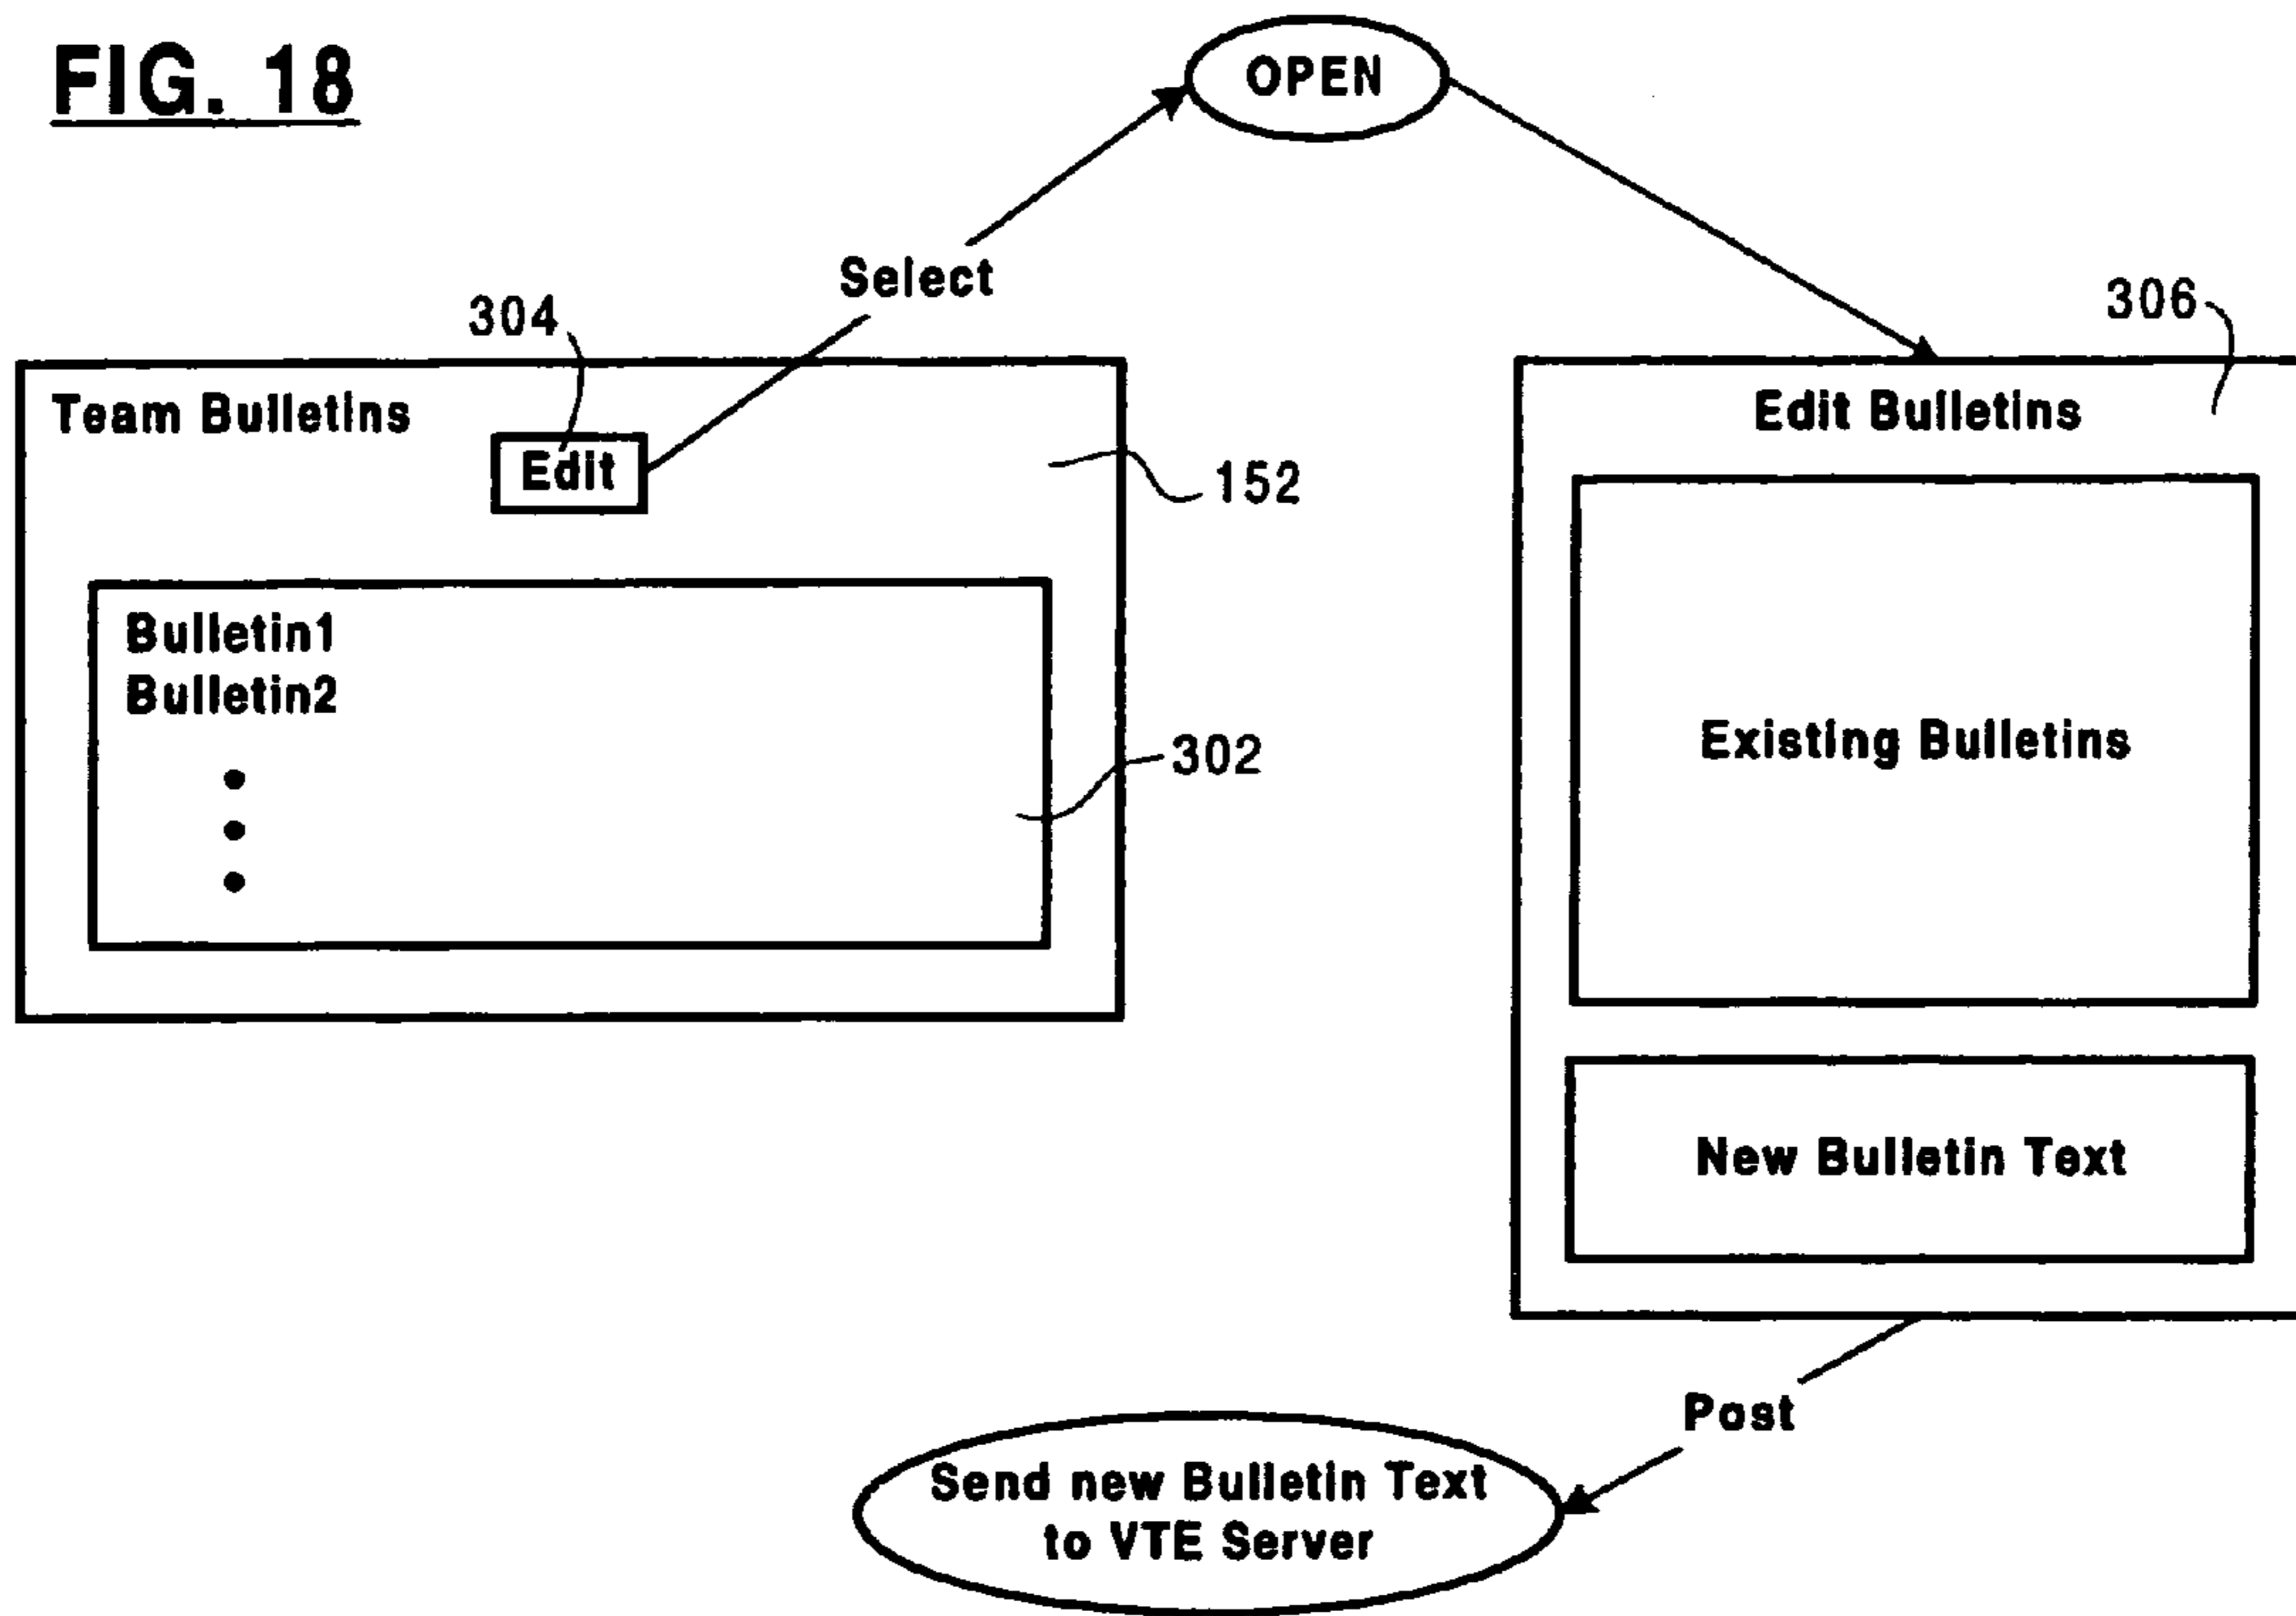 FIG. 18
OPEN
Select
304
306
Team Bulletins
Edit
152
Bulletin1
Bulletin2
302
Edit Bulletins
Existing Bulletins
New Bulletin Text
Post
Send new Bulletin Text
to VTE Server